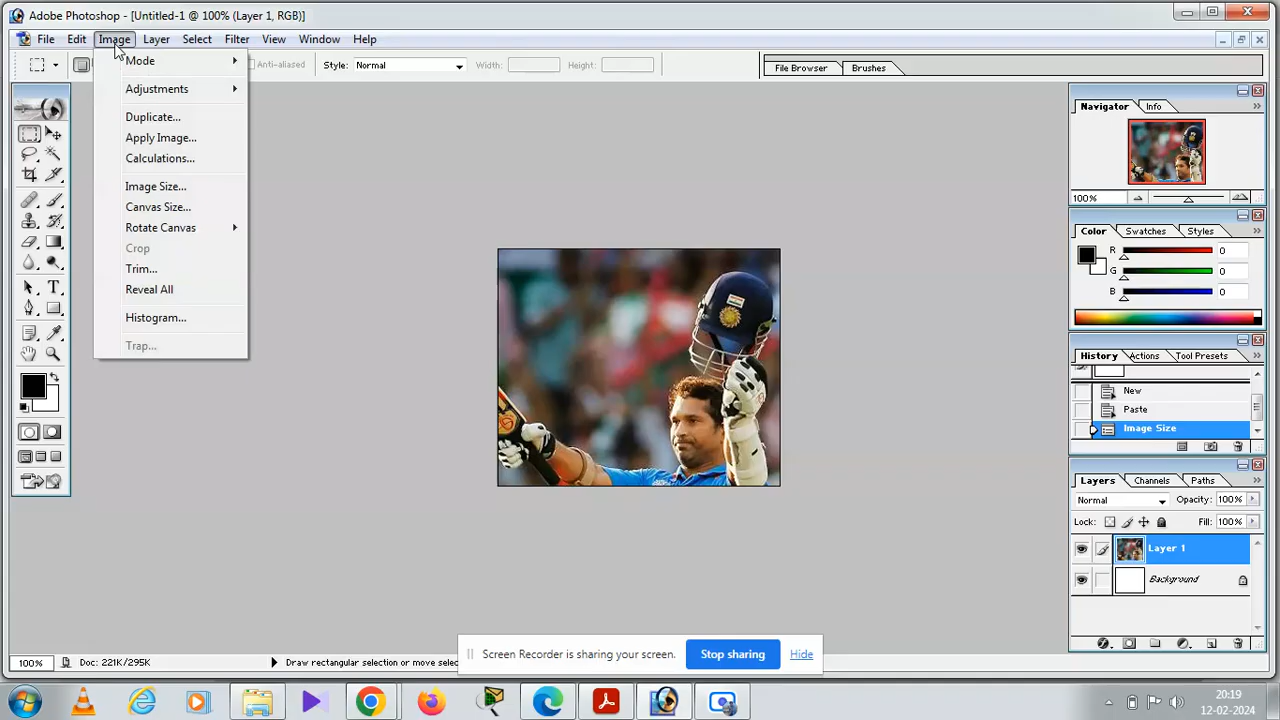 Adobe Photoshop - [Untitled-1 @ 100% (Layer 1, RGB)]
File Edit Image Layer Select Filter View Window Help
Anti-aliased Style: Normal Width: Height: File Browser Brushes
Mode
Adjustments
Duplicate...
Apply Image...
Calculations...
Image Size...
Canvas Size...
Rotate Canvas
Crop
Trim...
Reveal All
Histogram...
Trap...
Navigator Info
100%
Color Swatches Styles
R 0
G 0
B 0
History Actions Tool Presets
New
Paste
Image Size
Layers Channels Paths
Normal Opacity: 100%
Lock: Fill: 100%
Layer 1
Background
Screen Recorder is sharing your screen. Stop sharing Hide
100% Doc: 221K/295K Draw rectangular selection or move selec
20:19
12-02-2024